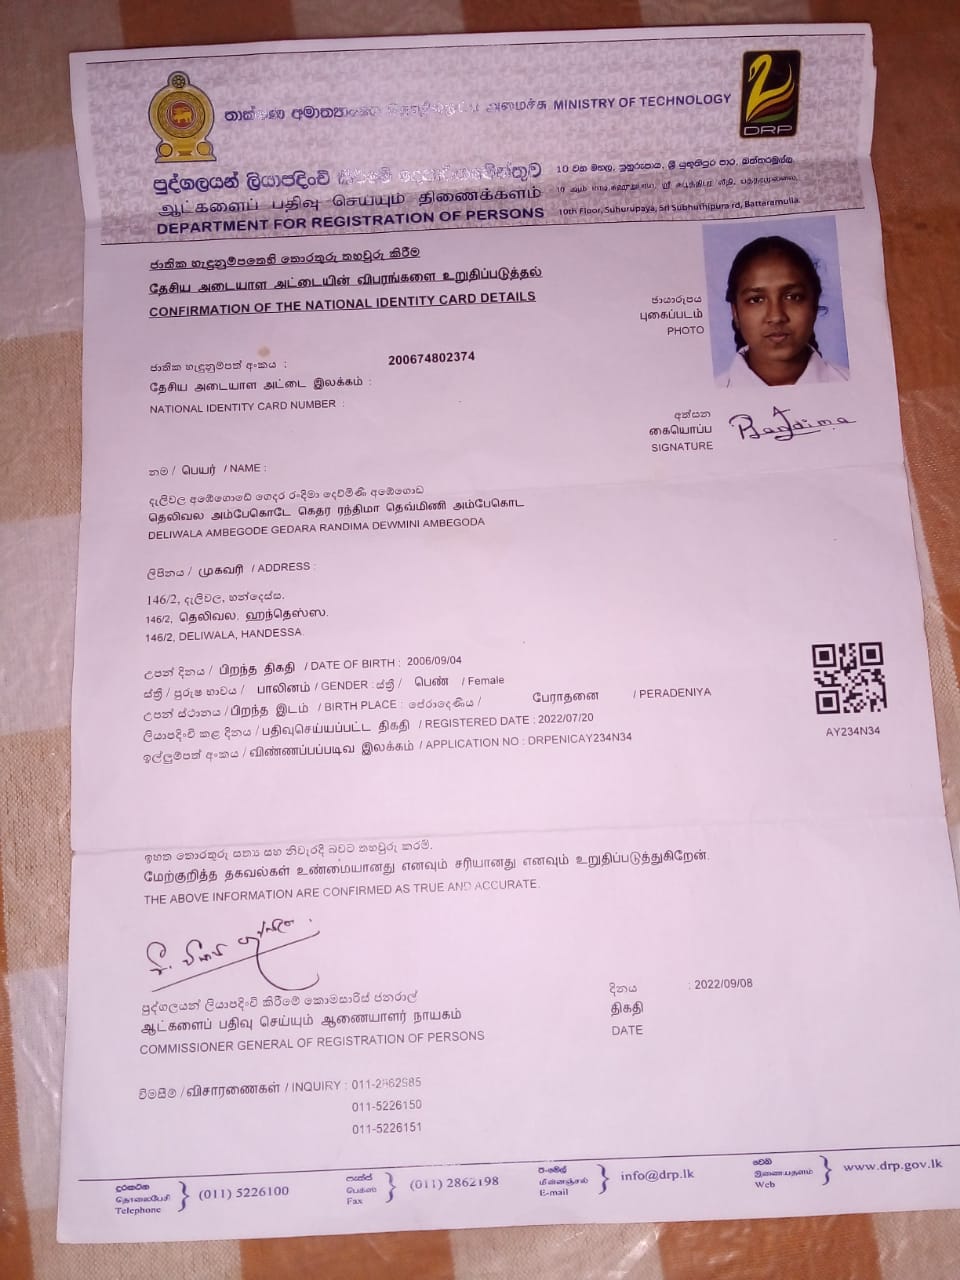 තාක්ෂණ අමාත්‍යාංශය அமைச்சு MINISTRY OF TECHNOLOGY
DRP
පුද්ගලයන් ලියාපදිංචි කිරීමේ දෙපාර්තමේන්තුව
ஆட்களைப் பதிவு செய்யும் திணைக்களம்
DEPARTMENT FOR REGISTRATION OF PERSONS
10 වන මහල, සුහුරුපාය, ශ්‍රී සුභූතිපුර පාර, බත්තරමුල්ල.
10th Floor, Suhurupaya, Sri Subhuthipura rd, Battaramulla.
ජාතික හැඳුනුම්පතෙහි තොරතුරු තහවුරු කිරීම
தேசிய அடையாள அட்டையின் விபரங்களை உறுதிப்படுத்தல்
CONFIRMATION OF THE NATIONAL IDENTITY CARD DETAILS
ඡායාරූපය
புகைப்படம்
PHOTO
ජාතික හැඳුනුම්පත් අංකය : 200674802374
தேசிய அடையாள அட்டை இலக்கம் :
NATIONAL IDENTITY CARD NUMBER :
අත්සන
கையொப்ப
SIGNATURE
නම / பெயர் / NAME :
දැලිවල අඹේගොඩේ ගෙදර රන්දිමා දෙව්මිණි අඹේගොඩ
தெலிவல அம்பேகொடே கெதர ரந்திமா தெவ்மிணி அம்பேகொட
DELIWALA AMBEGODE GEDARA RANDIMA DEWMINI AMBEGODA
ලිපිනය / முகவரி / ADDRESS :
146/2, දැලිවල, හන්දෙස්ස.
146/2, தெலிவல, ஹந்தெஸ்ஸ.
146/2, DELIWALA, HANDESSA.
උපන් දිනය / பிறந்த திகதி / DATE OF BIRTH : 2006/09/04
ස්ත්‍රී / පුරුෂ භාවය / பாலினம் / GENDER : ස්ත්‍රී / பெண் / Female
උපන් ස්ථානය / பிறந்த இடம் / BIRTH PLACE : පේරාදෙණිය / பேராதனை / PERADENIYA
ලියාපදිංචි කළ දිනය / பதிவுசெய்யப்பட்ட திகதி / REGISTERED DATE : 2022/07/20
ඉල්ලුම්පත් අංකය / விண்ணப்பப்படிவ இலக்கம் / APPLICATION NO : DRPENICAY234N34
AY234N34
ඉහත තොරතුරු සත්‍ය සහ නිවැරදි බවට තහවුරු කරමි.
மேற்குறித்த தகவல்கள் உண்மையானது எனவும் சரியானது எனவும் உறுதிப்படுத்துகிறேன்.
THE ABOVE INFORMATION ARE CONFIRMED AS TRUE AND ACCURATE.
පුද්ගලයන් ලියාපදිංචි කිරීමේ කොමසාරිස් ජනරාල්
ஆட்களைப் பதிவு செய்யும் ஆணையாளர் நாயகம்
COMMISSIONER GENERAL OF REGISTRATION OF PERSONS
දිනය : 2022/09/08
திகதி
DATE
විමසීම් / விசாரணைகள் / INQUIRY : 011-2862985
011-5226150
011-5226151
දුරකථන
தொலைபேசி
Telephone
(011) 5226100
ෆැක්ස්
பெக்ஸ்
Fax
(011) 2862198
ඊ-මේල්
மின்னஞ்சல்
E-mail
info@drp.lk
වෙබ්
இணையதளம்
Web
www.drp.gov.lk